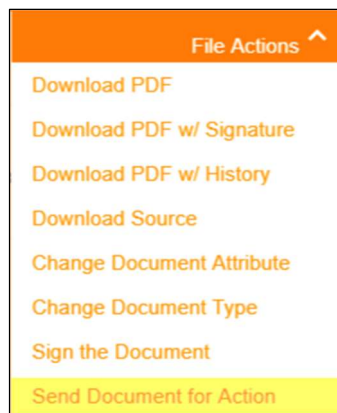 File Actions
Download PDF
Download PDF w/ Signature
Download PDF w/ History
Download Source
Change Document Attribute
Change Document Type
Sign the Document
Send Document for Action